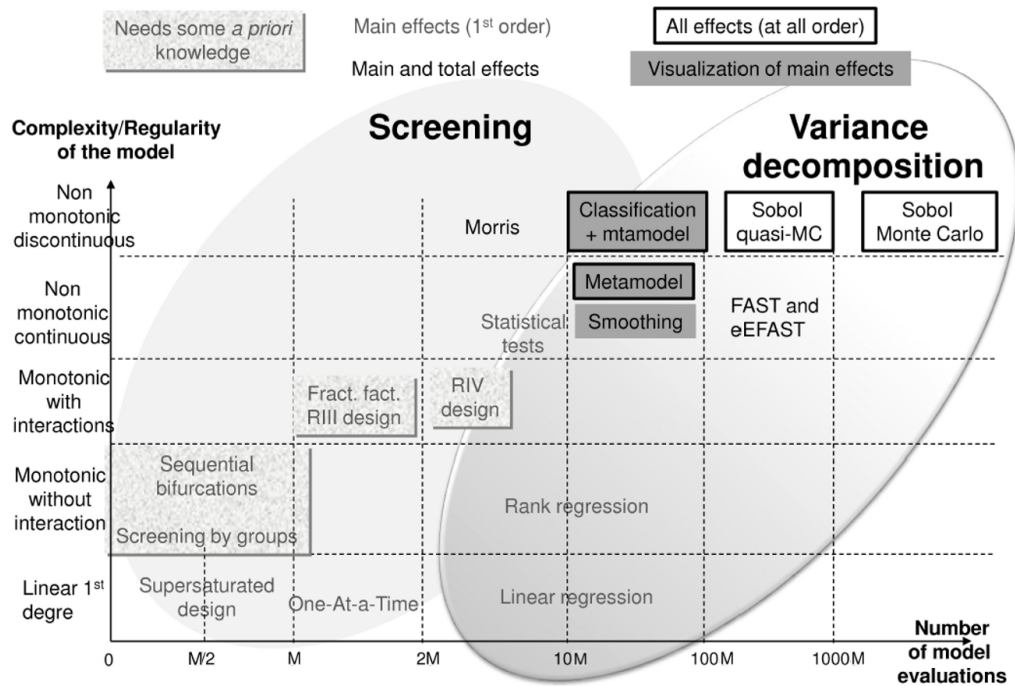 Needs some a priori
knowledge
Main effects (1st order)
All effects (at all order)
Main and total effects
Visualization of main effects
Complexity/Regularity
of the model
Screening
Variance
decomposition
Non
monotonic
discontinuous
Morris
Classification
+ mtamodel
Sobol
quasi-MC
Sobol
Monte Carlo
Non
monotonic
continuous
Statistical
tests
Metamodel
Smoothing
FAST and
eEFAST
Monotonic
with
interactions
Fract. fact.
RIII design
RIV
design
Monotonic
without
interaction
Sequential
bifurcations
Screening by groups
Rank regression
Linear 1st
degre
Supersaturated
design
One-At-a-Time
Linear regression
0
M/2
M
2M
10M
100M
1000M
Number
of model
evaluations